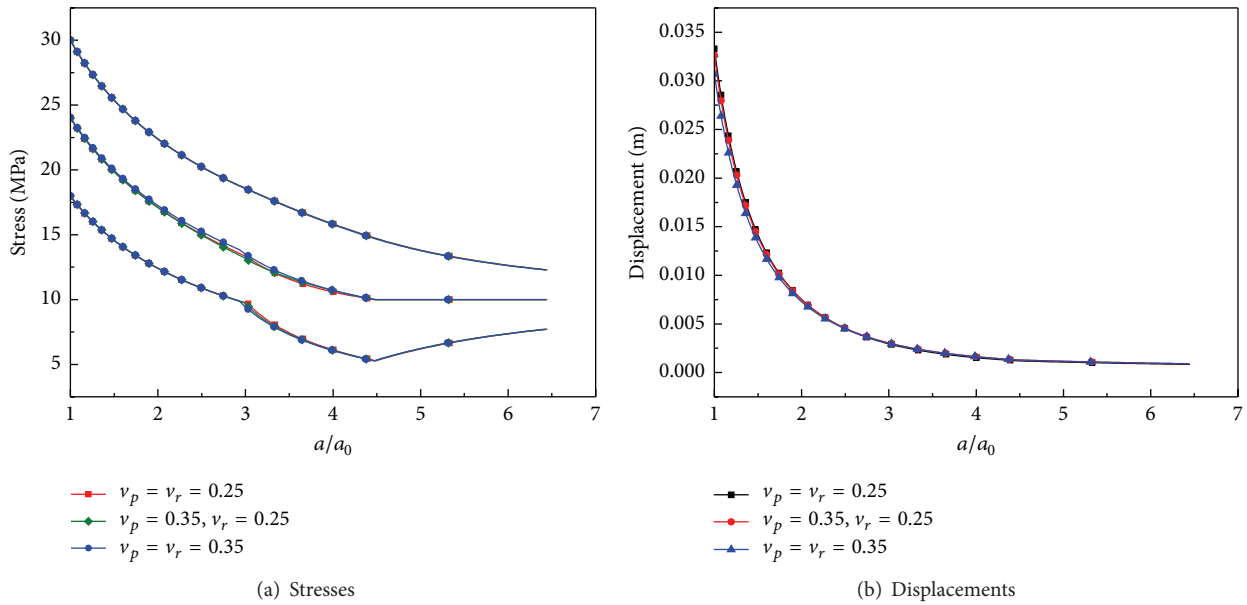 30
25
20
15
10
5
Stress (MPa)
1
2
3
4
5
6
7
a/a0
νp = νr = 0.25
νp = 0.35, νr = 0.25
νp = νr = 0.35
(a) Stresses
0.035
0.030
0.025
0.020
0.015
0.010
0.005
0.000
Displacement (m)
1
2
3
4
5
6
7
a/a0
νp = νr = 0.25
νp = 0.35, νr = 0.25
νp = νr = 0.35
(b) Displacements